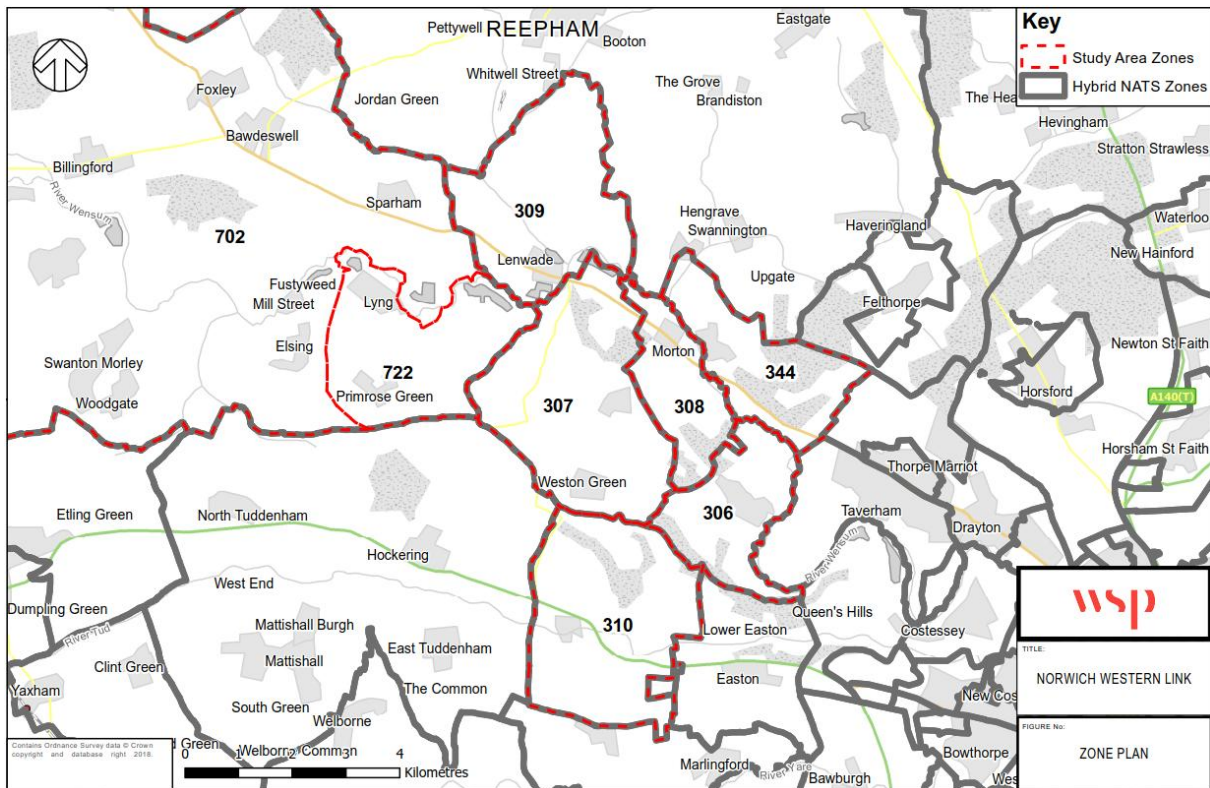 Pettywell
REEPHAM
Booton
Eastgate
Key
Study Area Zones
Hybrid NATS Zones
Whitwell Street
Foxley
Jordan Green
The Grove
Brandiston
The Hea
Hevingham
Bawdeswell
Stratton Strawless
Billingford
River Wensum
Sparham
309
Hengrave
Swannington
Haveringland
Waterloo
702
New Hainford
Lenwade
Upgate
Fustyweed
Mill Street
Lyng
Felthorpe
Elsing
Morton
344
Newton St Faith
Swanton Morley
722
Primrose Green
307
308
Horsford
A140(T)
Woodgate
Horsham St Faith
Thorpe Marriot
Weston Green
306
Etling Green
North Tuddenham
Taverham
Drayton
Hockering
River Wensum
West End
Dumpling Green
Queen's Hills
River Tud
Mattishall Burgh
310
Lower Easton
Costessey
Clint Green
Mattishall
East Tuddenham
Yaxham
The Common
Easton
New Cos
South Green
Welborne
d Green
Welborne Common
Marlingford
River Yare
Bawburgh
Bowthorpe
Wes
Contains Ordnance Survey data © Crown
copyright and database right 2018.
0 1 2 3 4
Kilometres
wsp
TITLE:
NORWICH WESTERN LINK
FIGURE No:
ZONE PLAN